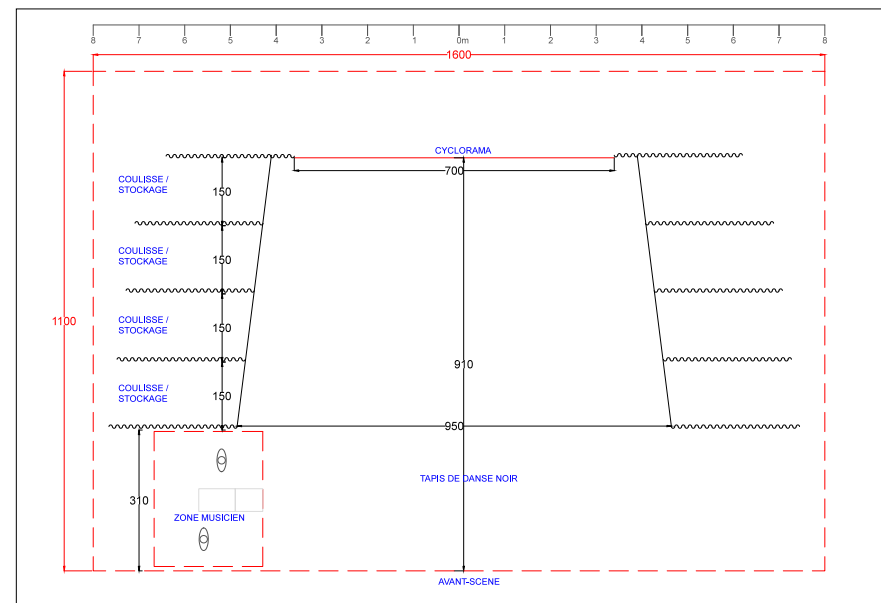 8 7 6 5 4 3 2 1 0m 1 2 3 4 5 6 7 8
1600
CYCLORAMA
700
COULISSE /
STOCKAGE
150
COULISSE /
STOCKAGE
150
1100
COULISSE /
STOCKAGE
150
910
COULISSE /
STOCKAGE
150
950
TAPIS DE DANSE NOIR
310
ZONE MUSICIEN
AVANT-SCENE